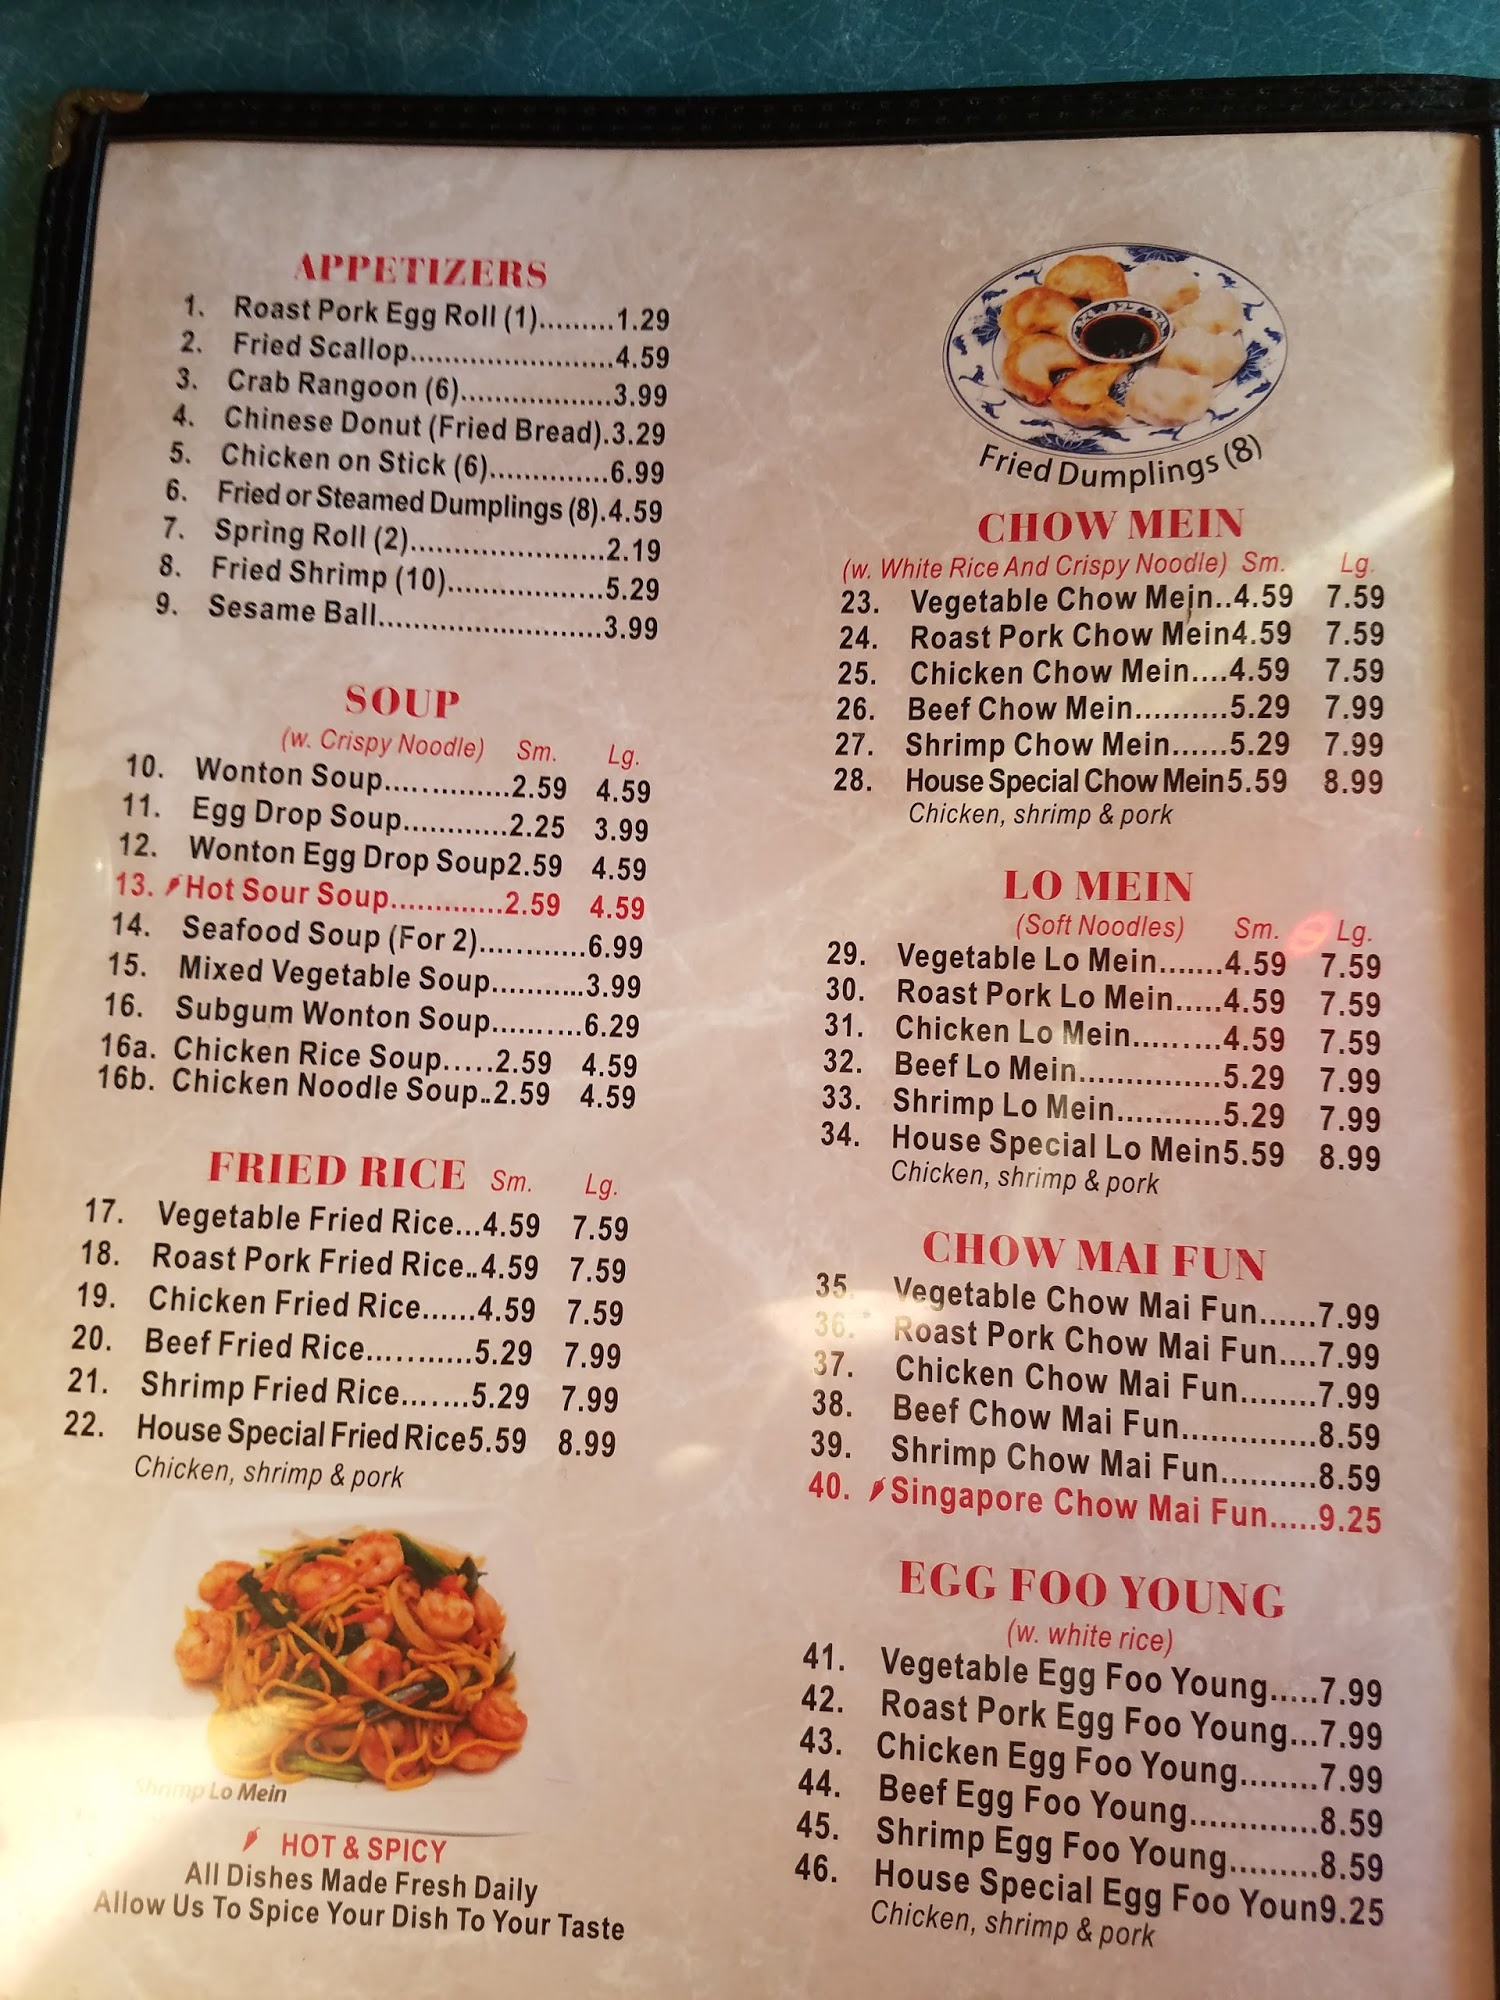 APPETIZERS
1. Roast Pork Egg Roll (1).........1.29
2. Fried Scallop........................4.59
3. Crab Rangoon (6)..................3.99
4. Chinese Donut (Fried Bread).3.29
5. Chicken on Stick (6)..............6.99
6. Fried or Steamed Dumplings (8).4.59
7. Spring Roll (2).......................2.19
8. Fried Shrimp (10)..................5.29
9. Sesame Ball..........................3.99
SOUP
(w. Crispy Noodle) Sm. Lg.
10. Wonton Soup...............2.59 4.59
11. Egg Drop Soup............2.25 3.99
12. Wonton Egg Drop Soup2.59 4.59
13. Hot Sour Soup.............2.59 4.59
14. Seafood Soup (For 2)............6.99
15. Mixed Vegetable Soup...........3.99
16. Subgum Wonton Soup..........6.29
16a. Chicken Rice Soup.....2.59 4.59
16b. Chicken Noodle Soup..2.59 4.59
FRIED RICE Sm. Lg.
17. Vegetable Fried Rice...4.59 7.59
18. Roast Pork Fried Rice..4.59 7.59
19. Chicken Fried Rice......4.59 7.59
20. Beef Fried Rice............5.29 7.99
21. Shrimp Fried Rice.......5.29 7.99
22. House Special Fried Rice5.59 8.99
Chicken, shrimp & pork
Shrimp Lo Mein
HOT & SPICY
All Dishes Made Fresh Daily
Allow Us To Spice Your Dish To Your Taste
Fried Dumplings (8)
CHOW MEIN
(w. White Rice And Crispy Noodle) Sm. Lg.
23. Vegetable Chow Mein..4.59 7.59
24. Roast Pork Chow Mein4.59 7.59
25. Chicken Chow Mein....4.59 7.59
26. Beef Chow Mein..........5.29 7.99
27. Shrimp Chow Mein......5.29 7.99
28. House Special Chow Mein5.59 8.99
Chicken, shrimp & pork
LO MEIN
(Soft Noodles) Sm. Lg.
29. Vegetable Lo Mein.......4.59 7.59
30. Roast Pork Lo Mein.....4.59 7.59
31. Chicken Lo Mein.........4.59 7.59
32. Beef Lo Mein................5.29 7.99
33. Shrimp Lo Mein............5.29 7.99
34. House Special Lo Mein5.59 8.99
Chicken, shrimp & pork
CHOW MAI FUN
35. Vegetable Chow Mai Fun......7.99
36. Roast Pork Chow Mai Fun....7.99
37. Chicken Chow Mai Fun........7.99
38. Beef Chow Mai Fun..............8.59
39. Shrimp Chow Mai Fun..........8.59
40. Singapore Chow Mai Fun.....9.25
EGG FOO YOUNG
(w. white rice)
41. Vegetable Egg Foo Young.....7.99
42. Roast Pork Egg Foo Young...7.99
43. Chicken Egg Foo Young........7.99
44. Beef Egg Foo Young.............8.59
45. Shrimp Egg Foo Young.........8.59
46. House Special Egg Foo Youn9.25
Chicken, shrimp & pork